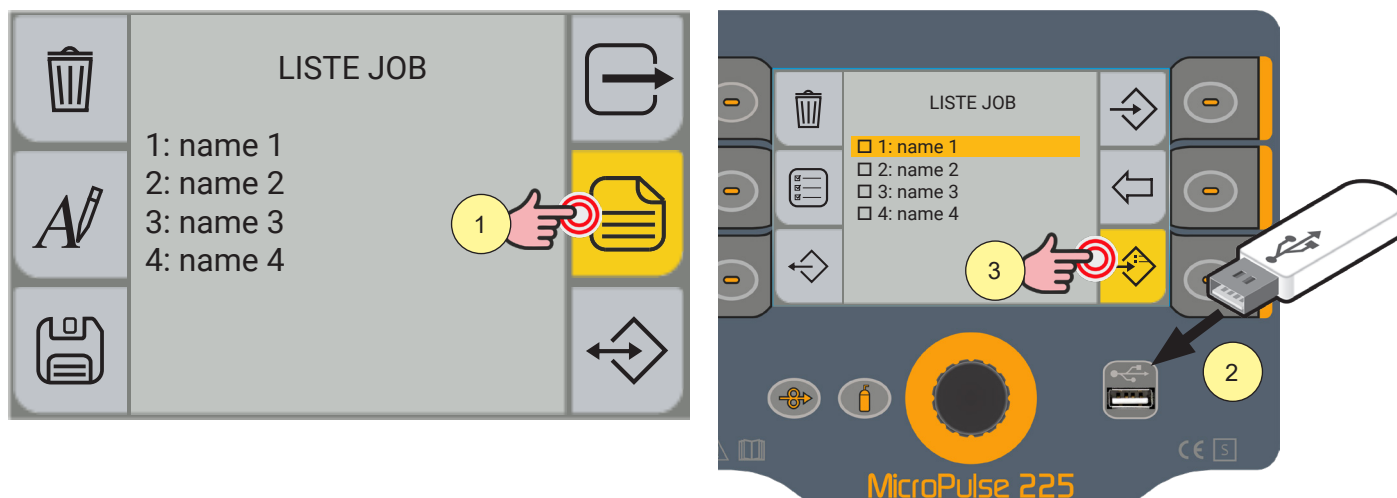 LISTE JOB
1: name 1
2: name 2
3: name 3
4: name 4
A
1
LISTE JOB
1: name 1
2: name 2
3: name 3
4: name 4
3
2
CE S
MicroPulse 225